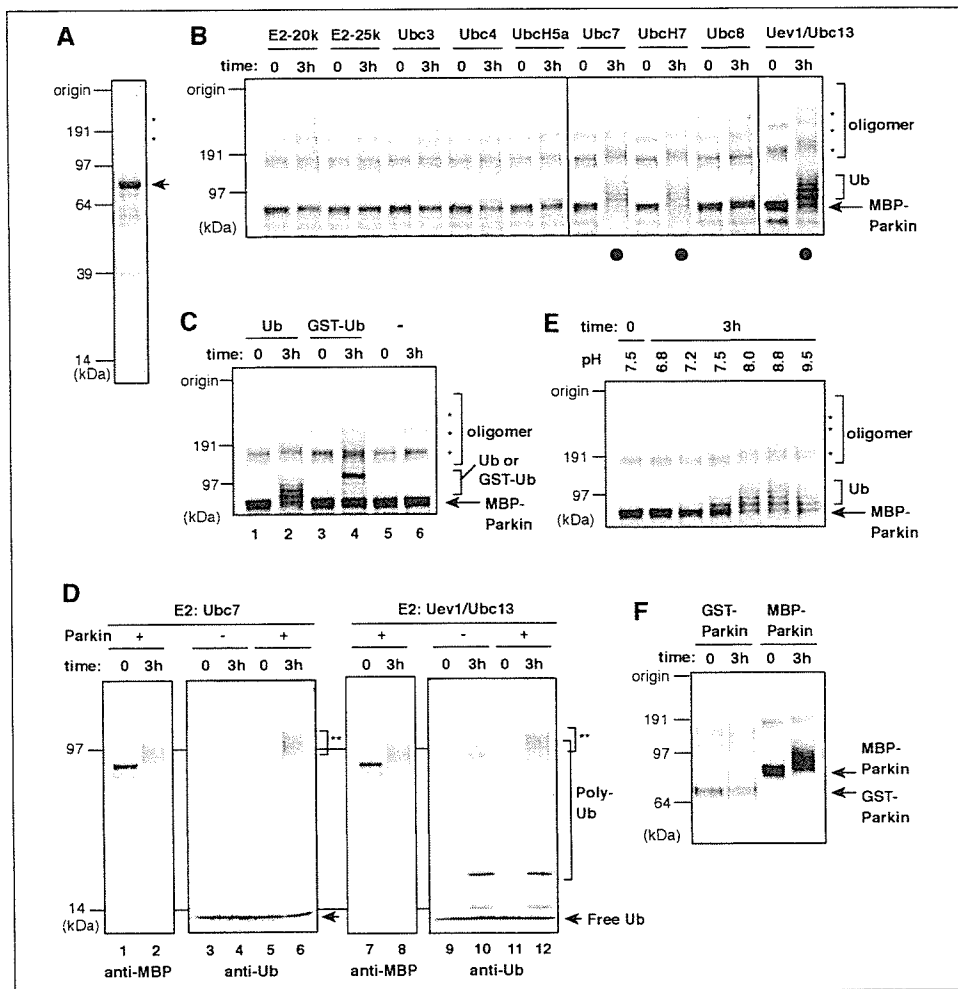 A
origin
191
97
64
39
14
(kDa)
*
*
B
E2-20k E2-25k Ubc3 Ubc4 UbcH5a Ubc7 UbcH7 Ubc8 Uev1/Ubc13
time: 0 3h 0 3h 0 3h 0 3h 0 3h 0 3h 0 3h 0 3h 0 3h
origin
191
97
(kDa)
*
*
*
oligomer
Ub
MBP-
Parkin
C
Ub GST-Ub -
time: 0 3h 0 3h 0 3h
origin
191
97
(kDa)
*
*
*
oligomer
Ub or
GST-Ub
MBP-
Parkin
1 2 3 4 5 6
E
time: 0 3h
pH 7.5 6.8 7.2 7.5 8.0 8.8 9.5
origin
191
97
(kDa)
*
*
*
oligomer
Ub
MBP-
Parkin
D
E2: Ubc7 E2: Uev1/Ubc13
Parkin + - + + - +
time: 0 3h 0 3h 0 3h 0 3h 0 3h 0 3h
97
14
(kDa)
**
**
Poly-
Ub
Free Ub
1 2 3 4 5 6 7 8 9 10 11 12
anti-MBP anti-Ub anti-MBP anti-Ub
F
GST- MBP-
Parkin Parkin
time: 0 3h 0 3h
origin
191
97
64
(kDa)
MBP-
Parkin
GST-
Parkin